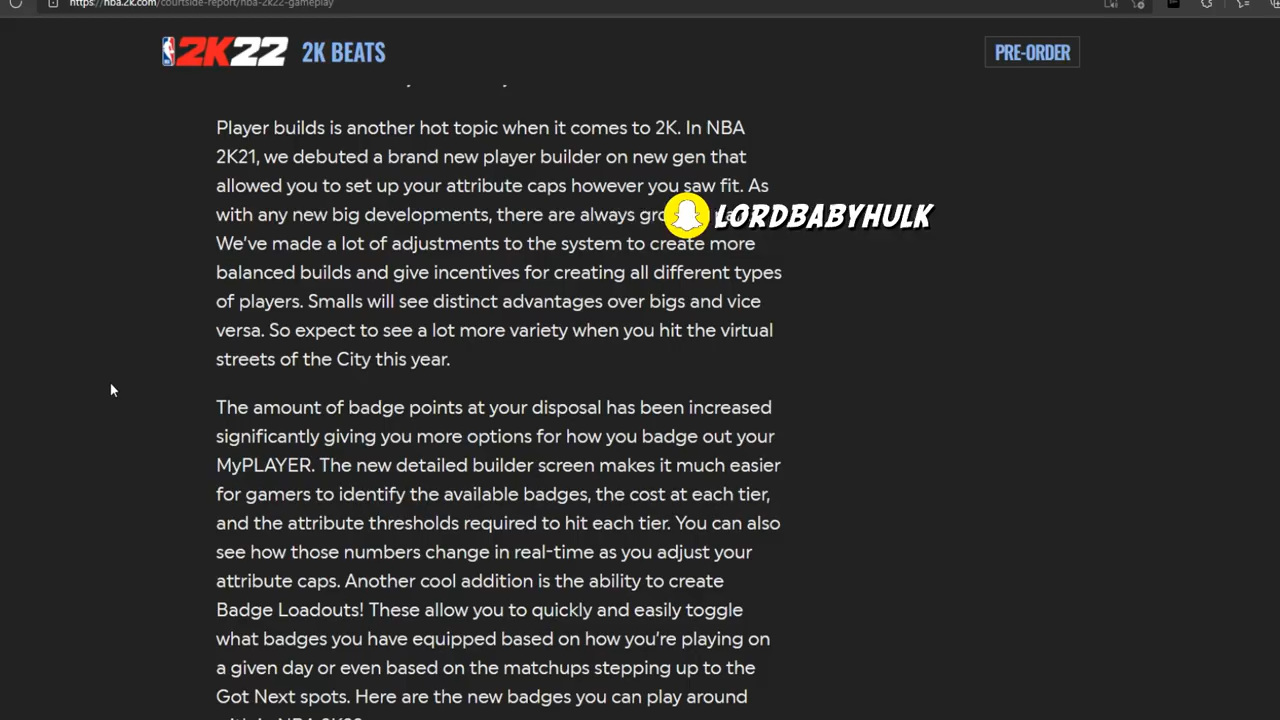 https://nba.2k.com/courtside-report/nba-2k22-gameplay
NBA 2K22 2K BEATS
PRE-ORDER
Player builds is another hot topic when it comes to 2K. In NBA
2K21, we debuted a brand new player builder on new gen that
allowed you to set up your attribute caps however you saw fit. As
with any new big developments, there are always
LORDBABYHULK
We've made a lot of adjustments to the system to create more
balanced builds and give incentives for creating all different types
of players. Smalls will see distinct advantages over bigs and vice
versa. So expect to see a lot more variety when you hit the virtual
streets of the City this year.
The amount of badge points at your disposal has been increased
significantly giving you more options for how you badge out your
MyPLAYER. The new detailed builder screen makes it much easier
for gamers to identify the available badges, the cost at each tier,
and the attribute thresholds required to hit each tier. You can also
see how those numbers change in real-time as you adjust your
attribute caps. Another cool addition is the ability to create
Badge Loadouts! These allow you to quickly and easily toggle
what badges you have equipped based on how you're playing on
a given day or even based on the matchups stepping up to the
Got Next spots. Here are the new badges you can play around